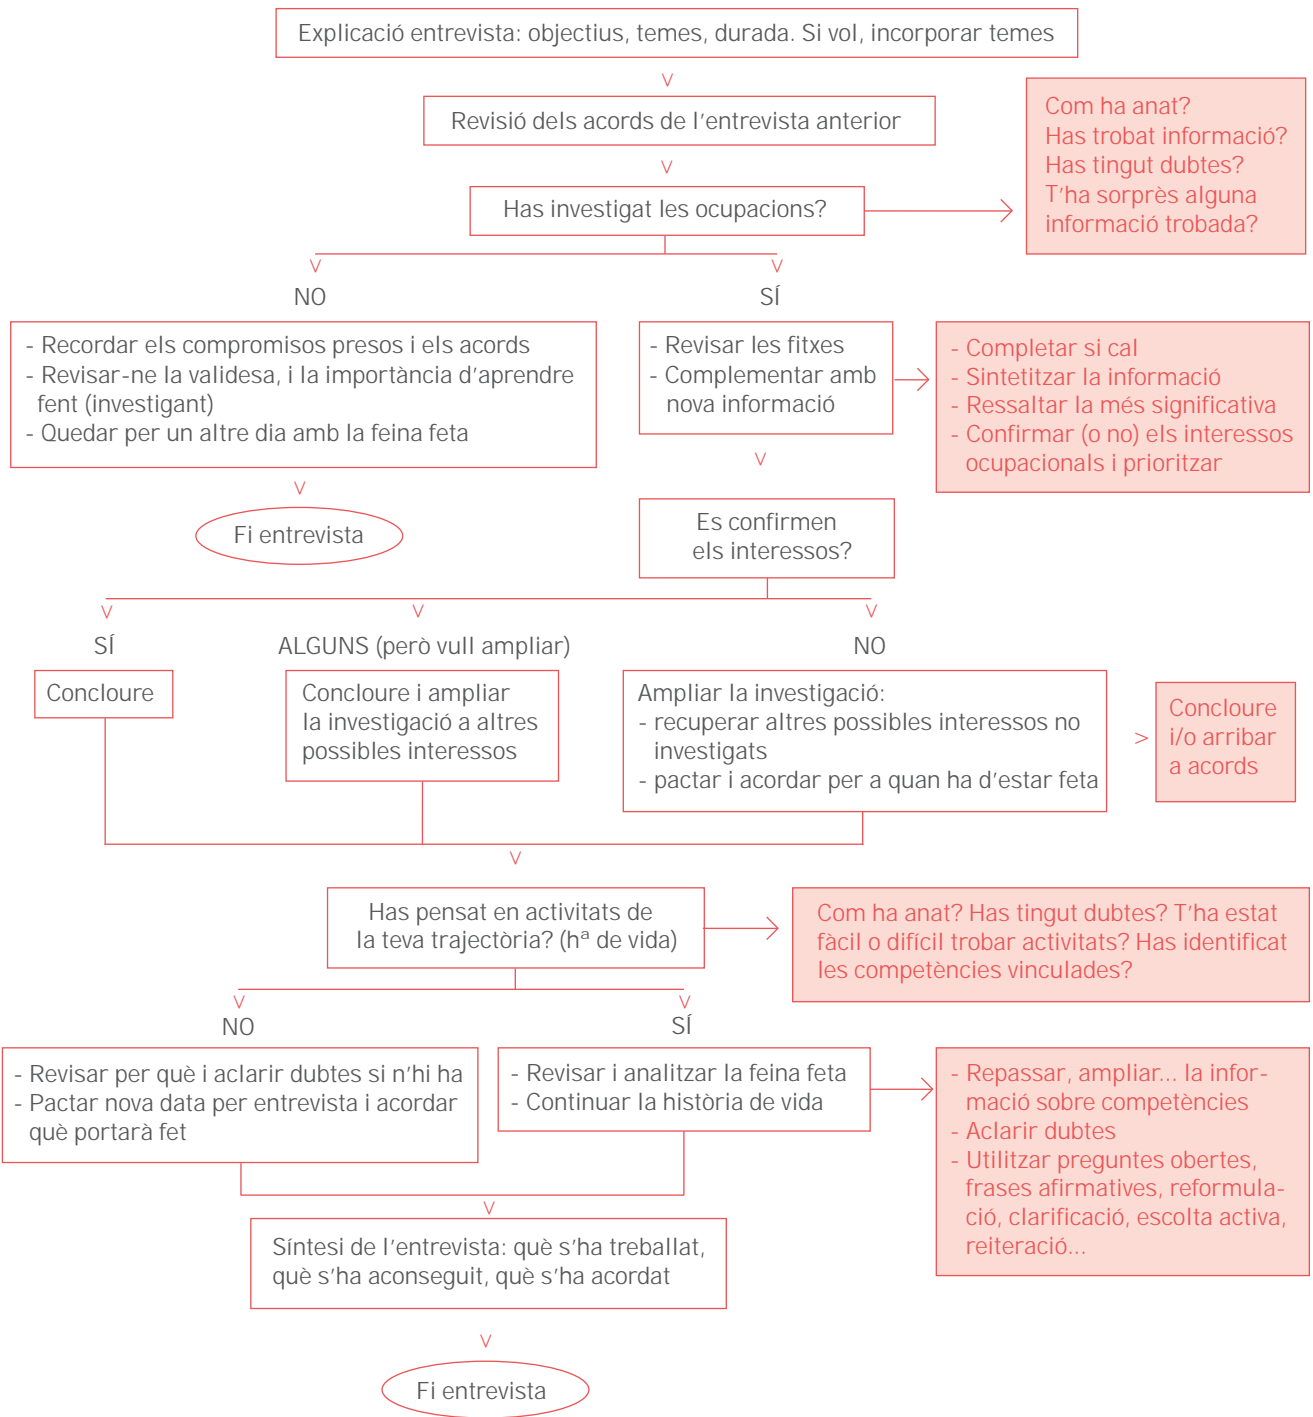 Explicació entrevista: objectius, temes, durada. Si vol, incorporar temes
Revisió dels acords de l'entrevista anterior
Com ha anat?
Has trobat informació?
Has tingut dubtes?
T'ha sorprès alguna
informació trobada?
Has investigat les ocupacions?
NO
SÍ
- Recordar els compromisos presos i els acords
- Revisar-ne la validesa, i la importància d'aprendre
fent (investigant)
- Quedar per un altre dia amb la feina feta
- Revisar les fitxes
- Complementar amb
nova informació
- Completar si cal
- Sintetitzar la informació
- Ressaltar la més significativa
- Confirmar (o no) els interessos
ocupacionals i prioritzar
Fi entrevista
Es confirmen
els interessos?
SÍ
ALGUNS (però vull ampliar)
NO
Concloure
Concloure i ampliar
la investigació a altres
possibles interessos
Ampliar la investigació:
- recuperar altres possibles interessos no
investigats
- pactar i acordar per a quan ha d'estar feta
Concloure
i/o arribar
a acords
Has pensat en activitats de
la teva trajectòria? (hª de vida)
Com ha anat? Has tingut dubtes? T'ha estat
fàcil o difícil trobar activitats? Has identificat
les competències vinculades?
NO
SÍ
- Revisar per què i aclarir dubtes si n'hi ha
- Pactar nova data per entrevista i acordar
què portarà fet
- Revisar i analitzar la feina feta
- Continuar la història de vida
- Repassar, ampliar... la infor-
mació sobre competències
- Aclarir dubtes
- Utilitzar preguntes obertes,
frases afirmatives, reformula-
ció, clarificació, escolta activa,
reiteració...
Síntesi de l'entrevista: què s'ha treballat,
què s'ha aconseguit, què s'ha acordat
Fi entrevista